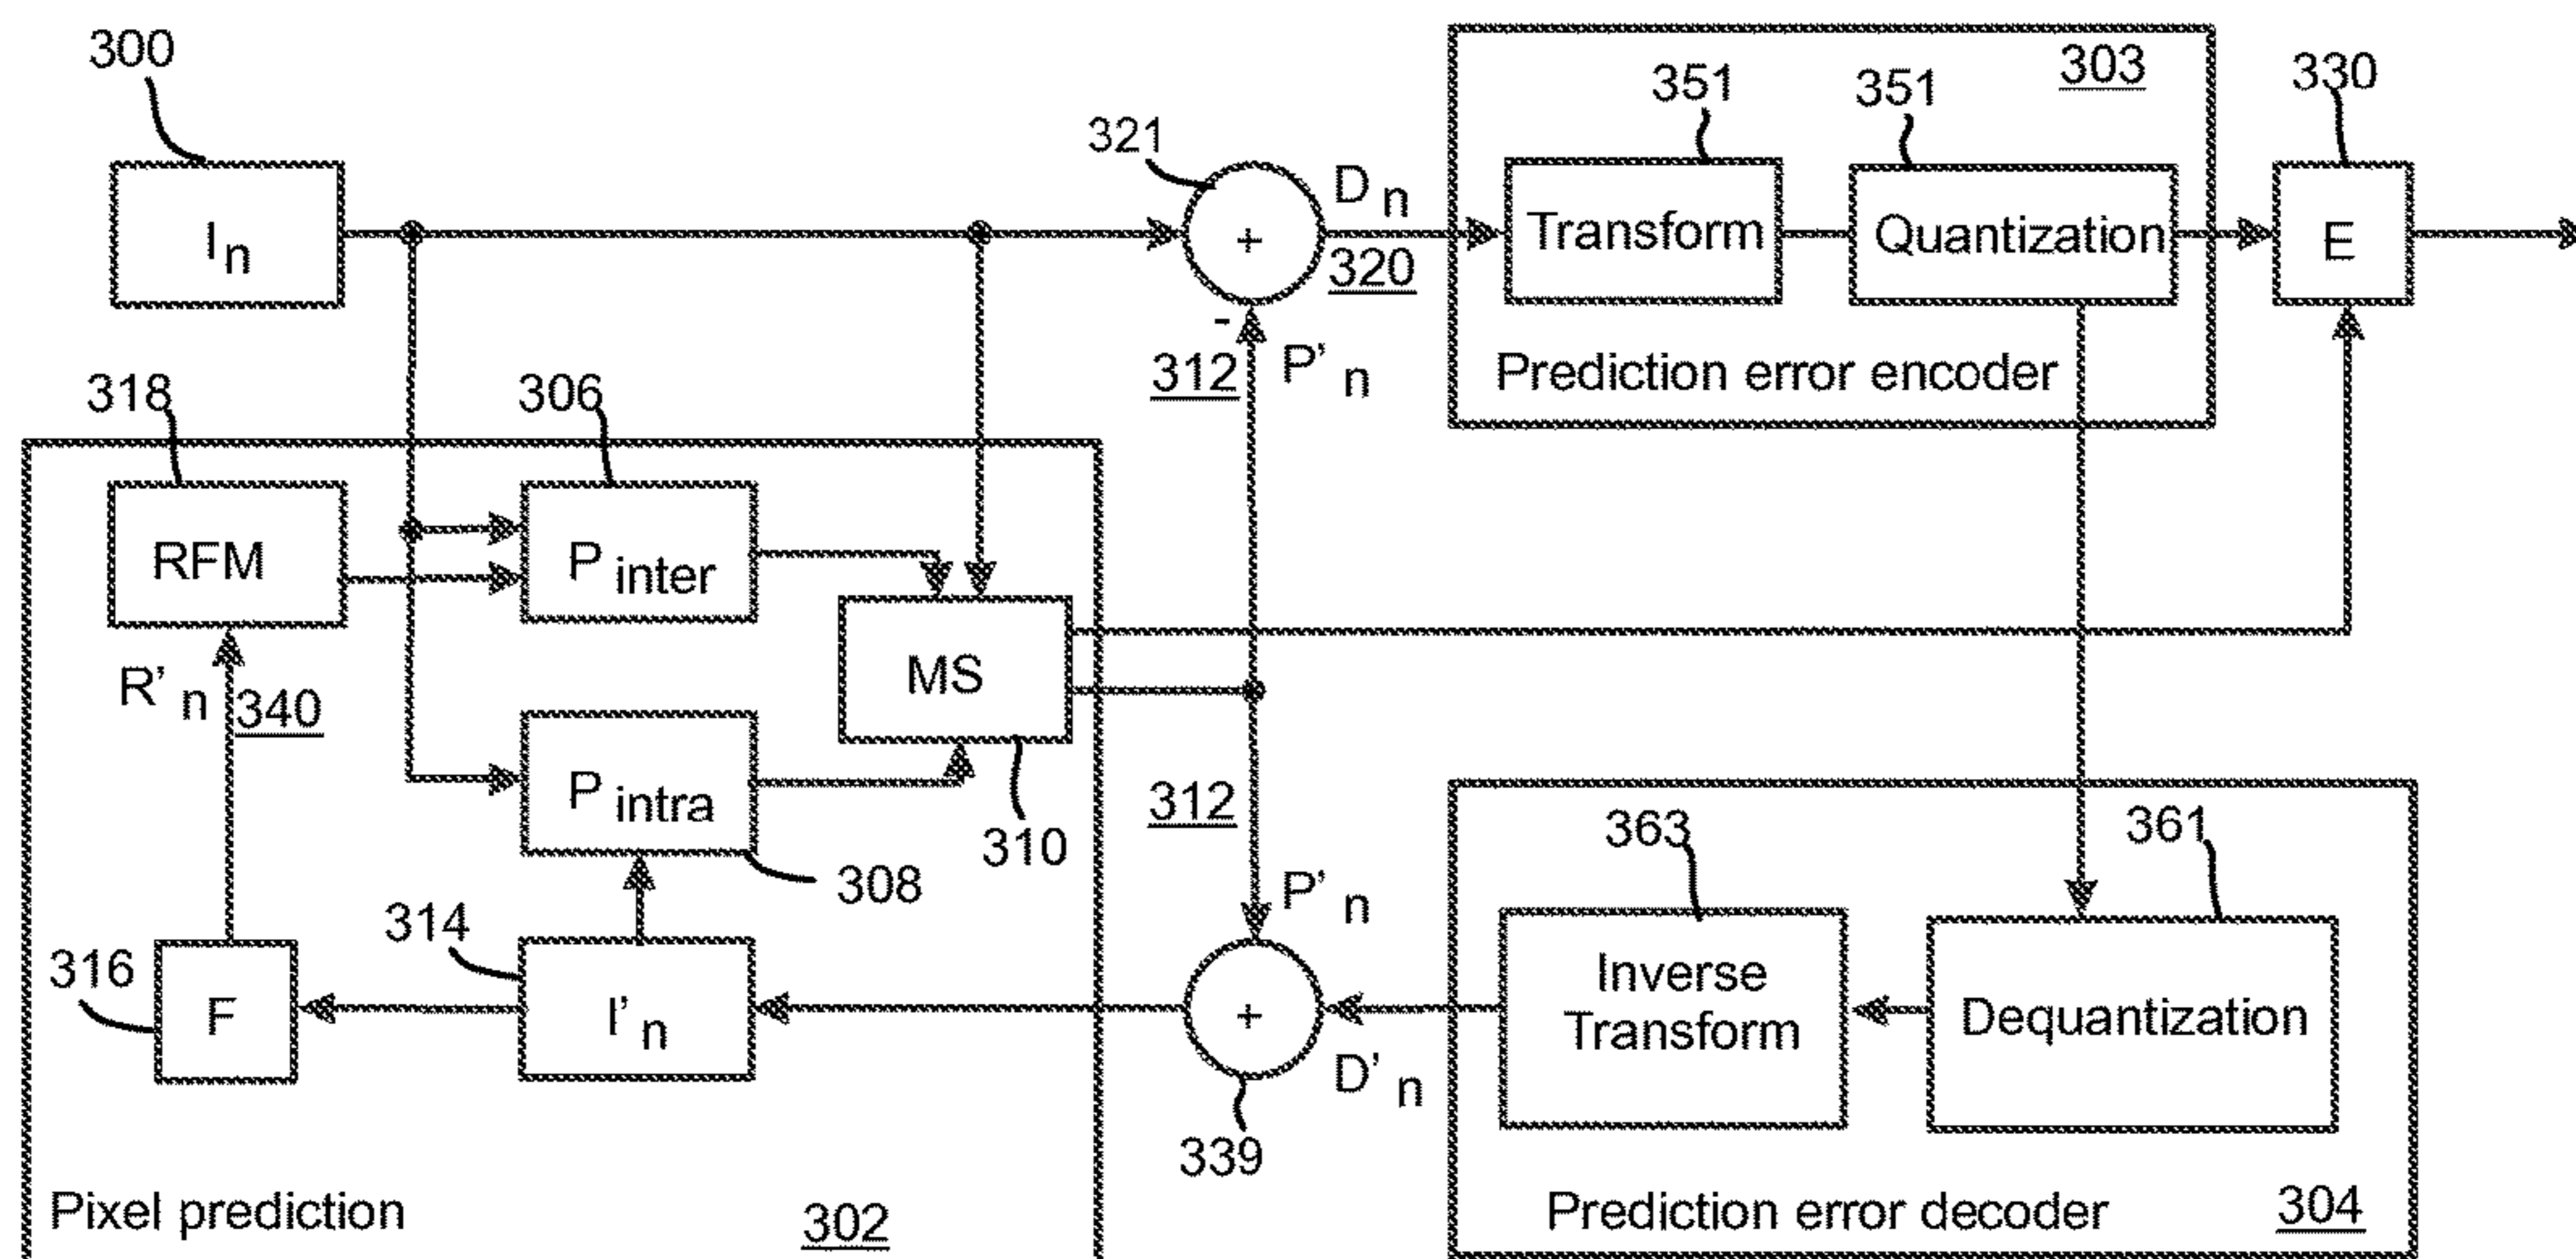 300
I n
321
+
-
D n
320
312
P' n
303
351
351
Transform
Quantization
Prediction error encoder
330
E
318
RFM
306
P inter
MS
310
R' n
340
P intra
308
312
P' n
316
F
314
I' n
+
339
D' n
363
Inverse
Transform
361
Dequantization
Pixel prediction
302
Prediction error decoder
304